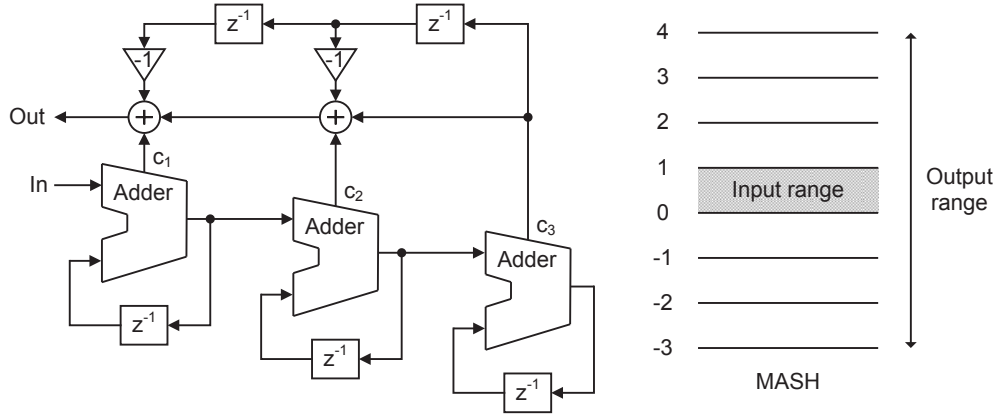 z⁻¹
z⁻¹
-1
-1
Out
+
+
c₁
In
Adder
c₂
Adder
c₃
Adder
z⁻¹
z⁻¹
z⁻¹
4
3
2
1
Input range
0
-1
-2
-3
Output
range
MASH